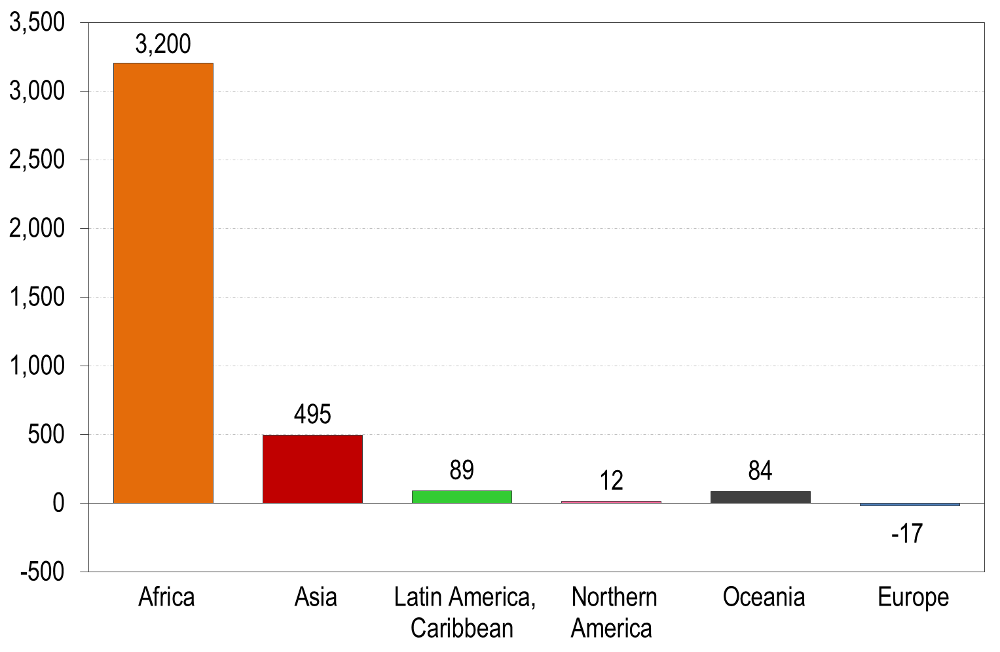 3,500
3,000
2,500
2,000
1,500
1,000
500
0
-500
3,200
495
89
12
84
-17
Africa
Asia
Latin America,
Caribbean
Northern
America
Oceania
Europe